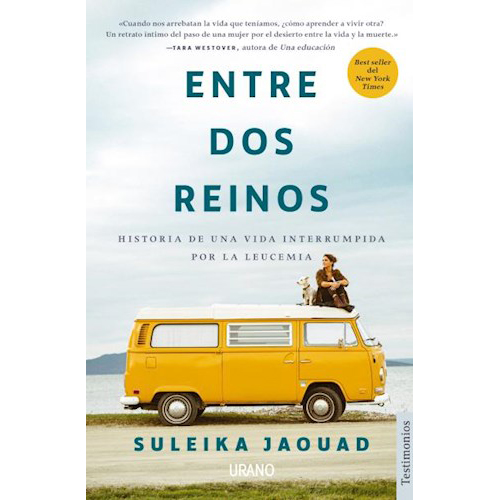 «Cuando nos arrebatan la vida que teníamos, ¿cómo aprender a vivir otra?
Un retrato íntimo del paso de una mujer por el desierto entre la vida y la muerte.»
—TARA WESTOVER, autora de Una educación
Best seller
del
New York
Times
ENTRE
DOS
REINOS
HISTORIA DE UNA VIDA INTERRUMPIDA
POR LA LEUCEMIA
SULEIKA JAOUAD
URANO
Testimonios